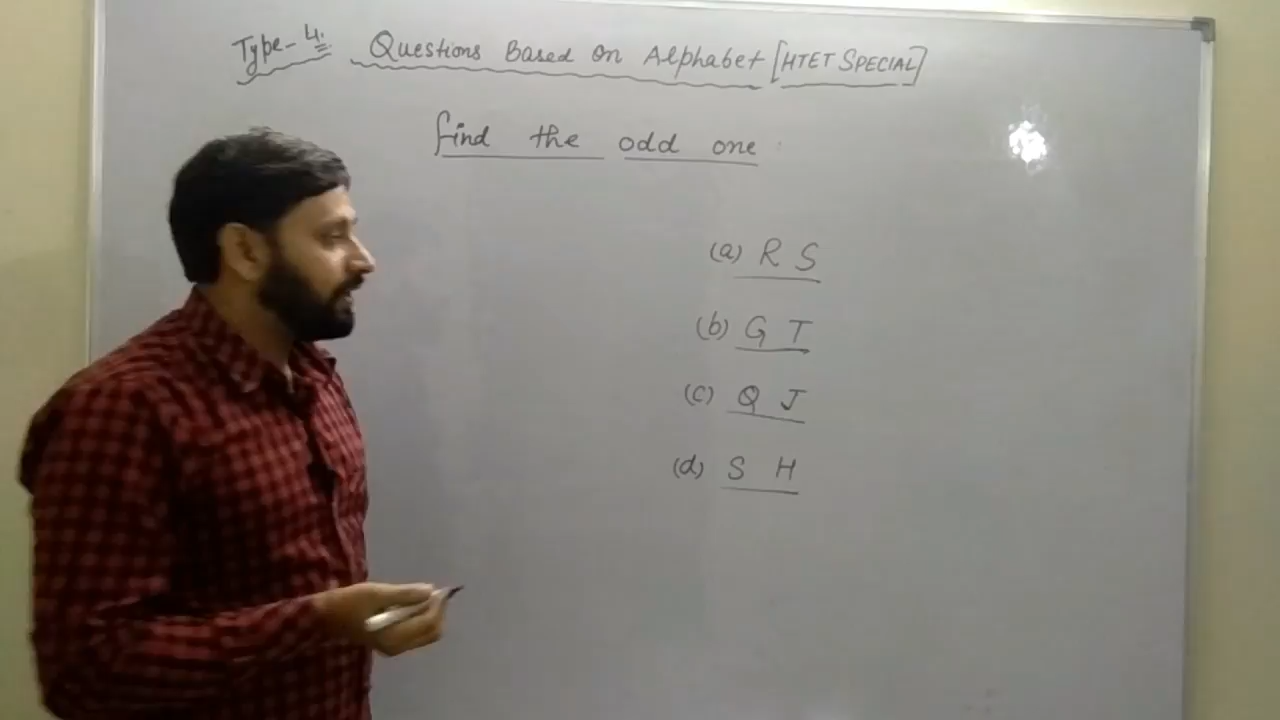 Type-4. Questions Based on Alphabet [HTET SPECIAL]
find the odd one
(a) R S
(b) G T
(c) Q J
(d) S H